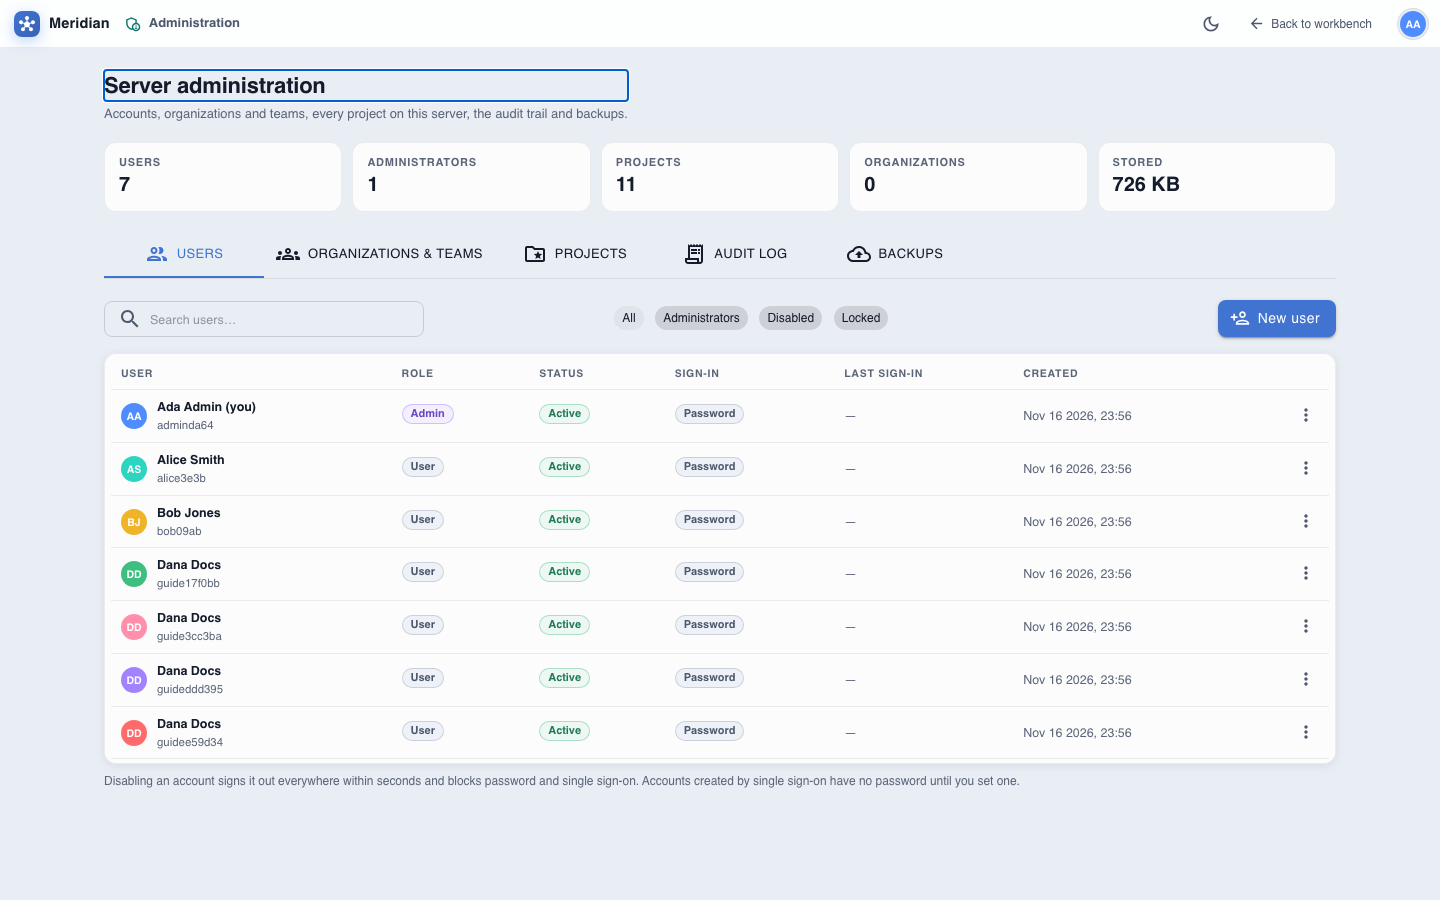 Meridian Administration Back to workbench AA
Server administration
Accounts, organizations and teams, every project on this server, the audit trail and backups.
USERS ADMINISTRATORS PROJECTS ORGANIZATIONS STORED
7 1 11 0 726 KB
USERS ORGANIZATIONS & TEAMS PROJECTS AUDIT LOG BACKUPS
Search users... All Administrators Disabled Locked New user
USER ROLE STATUS SIGN-IN LAST SIGN-IN CREATED
AA Ada Admin (you) Admin Active Password — Nov 16 2026, 23:56
adminda64
AS Alice Smith User Active Password — Nov 16 2026, 23:56
alice3e3b
BJ Bob Jones User Active Password — Nov 16 2026, 23:56
bob09ab
DD Dana Docs User Active Password — Nov 16 2026, 23:56
guide17f0bb
DD Dana Docs User Active Password — Nov 16 2026, 23:56
guide3cc3ba
DD Dana Docs User Active Password — Nov 16 2026, 23:56
guideddd395
DD Dana Docs User Active Password — Nov 16 2026, 23:56
guidee59d34
Disabling an account signs it out everywhere within seconds and blocks password and single sign-on. Accounts created by single sign-on have no password until you set one.